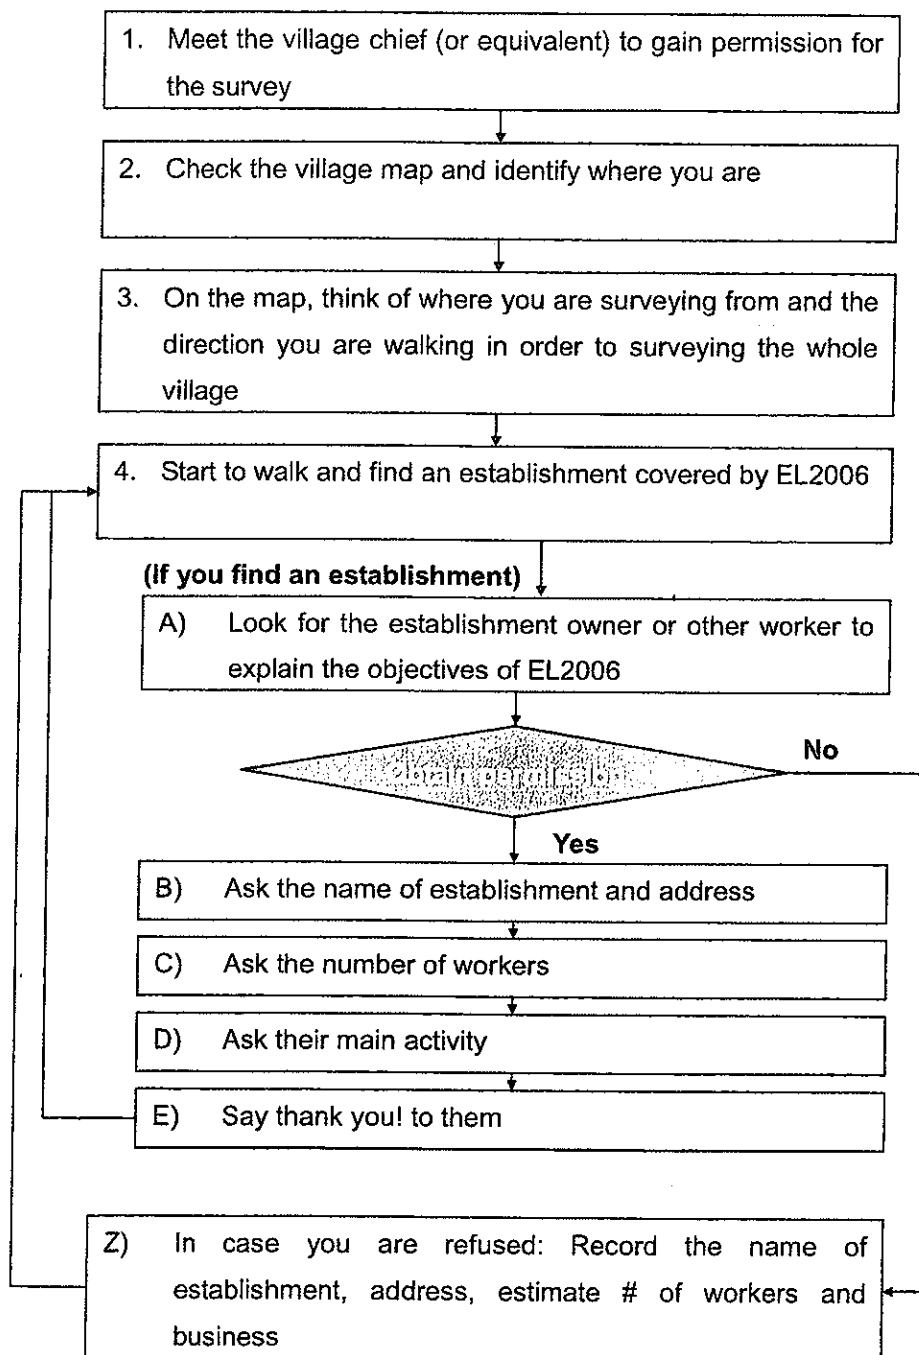 1. Meet the village chief (or equivalent) to gain permission for
the survey
2. Check the village map and identify where you are
3. On the map, think of where you are surveying from and the
direction you are walking in order to surveying the whole
village
4. Start to walk and find an establishment covered by EL2006
(If you find an establishment)
A) Look for the establishment owner or other worker to
explain the objectives of EL2006
No
Obtain permission
Yes
B) Ask the name of establishment and address
C) Ask the number of workers
D) Ask their main activity
E) Say thank you! to them
Z) In case you are refused: Record the name of
establishment, address, estimate # of workers and
business